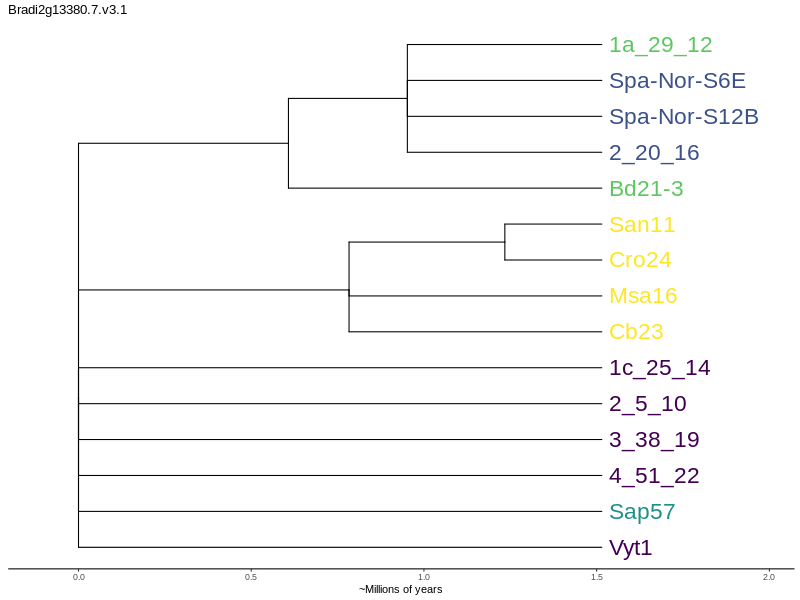 Bradi2g13380.7.v3.1
1a_29_12
Spa-Nor-S6E
Spa-Nor-S12B
2_20_16
Bd21-3
San11
Cro24
Msa16
Cb23
1c_25_14
2_5_10
3_38_19
4_51_22
Sap57
Vyt1
0.0 0.5 1.0 1.5 2.0
~Millions of years